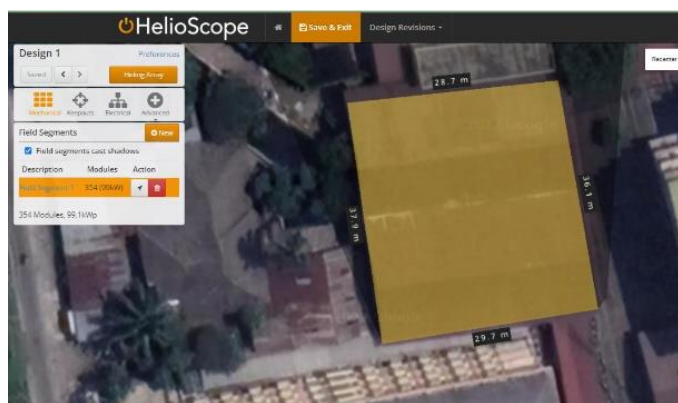 HelioScope
Save & Exit
Design Revisions
Design 1
Preferences
Saved
Hiding Array
Mechanical Keepouts Electrical Advanced
Field Segments
New
Field segments cast shadows
Description Modules Action
Field Segment 1 354 (99kW)
354 Modules, 99.1kWp
28.7 m
36.1 m
37.9 m
29.7 m